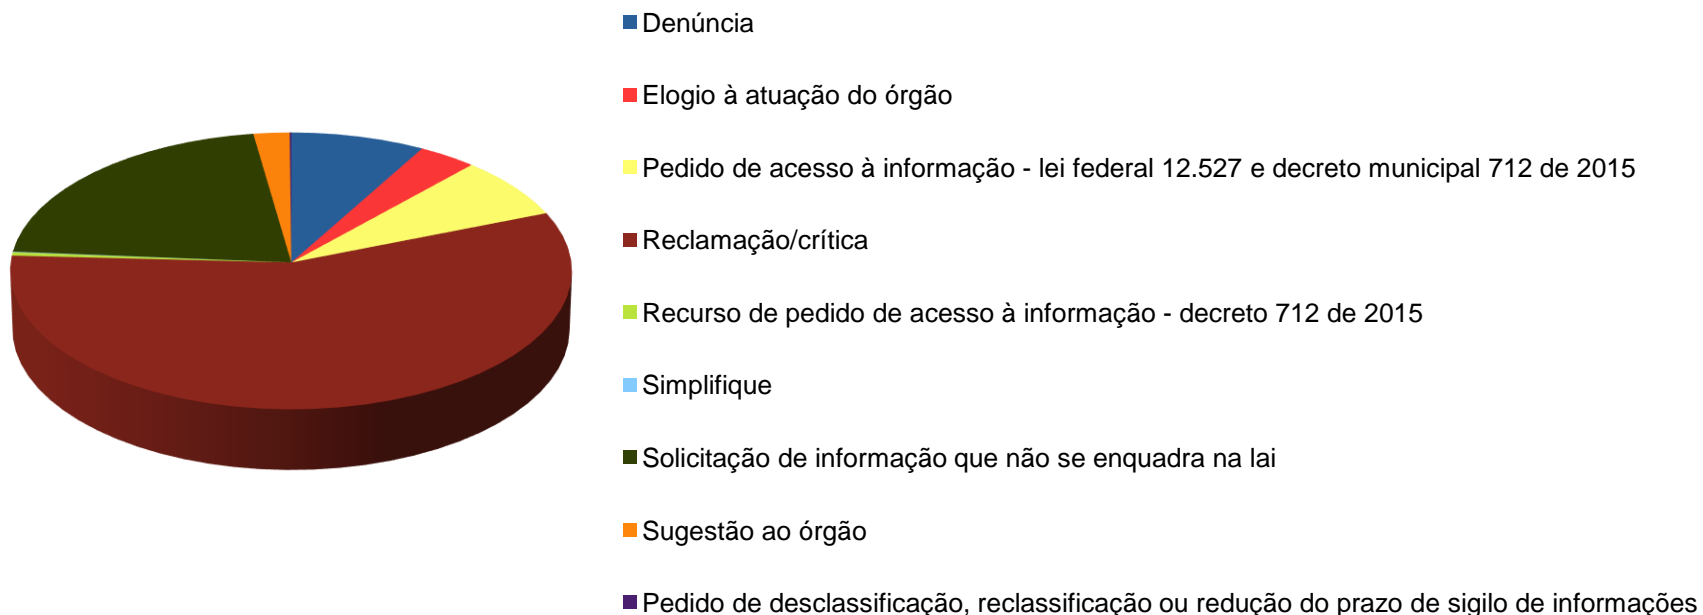 Denúncia
Elogio à atuação do órgão
Pedido de acesso à informação - lei federal 12.527 e decreto municipal 712 de 2015
Reclamação/crítica
Recurso de pedido de acesso à informação - decreto 712 de 2015
Simplifique
Solicitação de informação que não se enquadra na lai
Sugestão ao órgão
Pedido de desclassificação, reclassificação ou redução do prazo de sigilo de informações